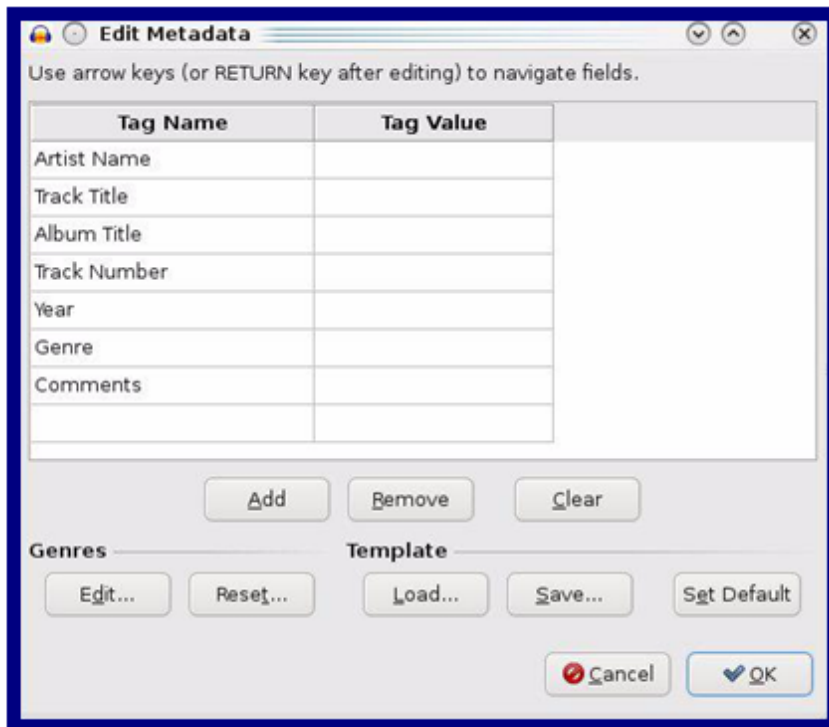 Edit Metadata
Use arrow keys (or RETURN key after editing) to navigate fields.
Tag Name Tag Value
Artist Name
Track Title
Album Title
Track Number
Year
Genre
Comments
Add Remove Clear
Genres Template
Edit... Reset... Load... Save... Set Default
Cancel OK